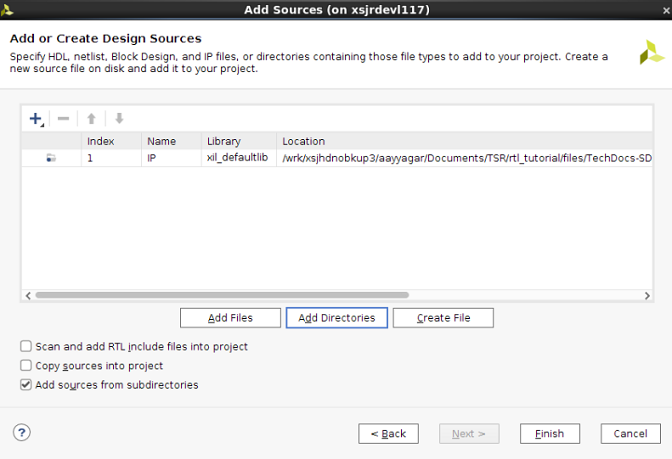 Add Sources (on xsjrdevl117)
Add or Create Design Sources
Specify HDL, netlist, Block Design, and IP files, or directories containing those file types to add to your project. Create a
new source file on disk and add it to your project.
Index Name Library Location
1 IP xil_defaultlib /wrk/xsjhdnobkup3/aayyagar/Documents/TSR/rtl_tutorial/files/TechDocs-SD
Add Files Add Directories Create File
Scan and add RTL include files into project
Copy sources into project
Add sources from subdirectories
? < Back Next > Finish Cancel